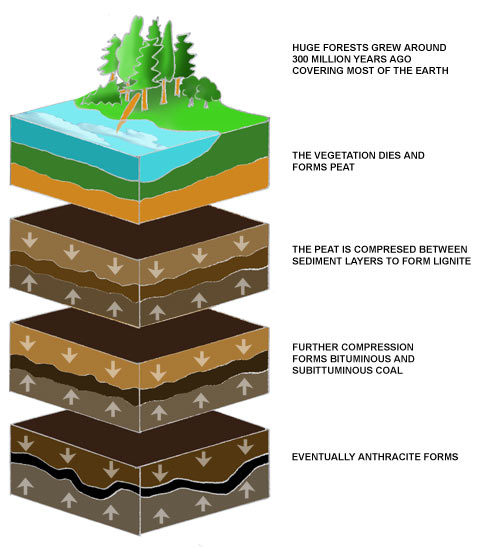 HUGE FORESTS GREW AROUND
300 MILLION YEARS AGO
COVERING MOST OF THE EARTH
THE VEGETATION DIES AND
FORMS PEAT
THE PEAT IS COMPRESED BETWEEN
SEDIMENT LAYERS TO FORM LIGNITE
FURTHER COMPRESSION
FORMS BITUMINOUS AND
SUBITTUMINOUS COAL
EVENTUALLY ANTHRACITE FORMS